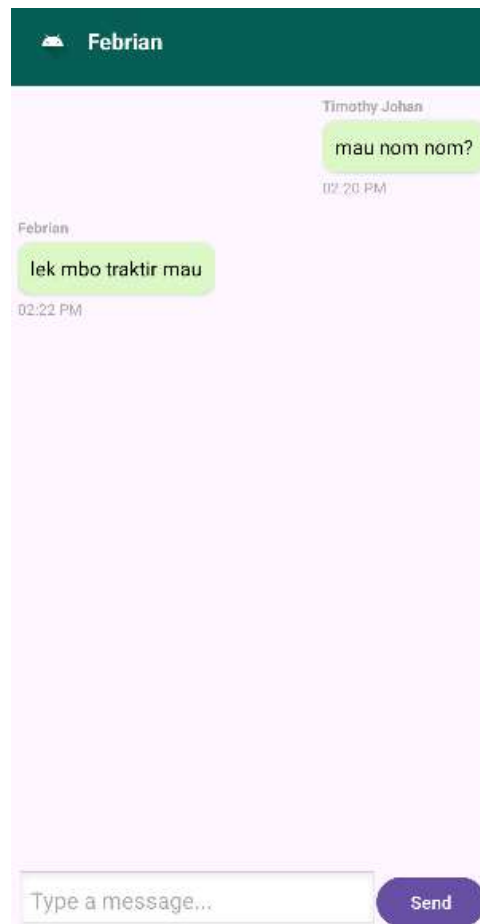 Febrian
Timothy Johan
mau nom nom?
02:20 PM
Febrian
lek mbo traktir mau
02:22 PM
Type a message...
Send